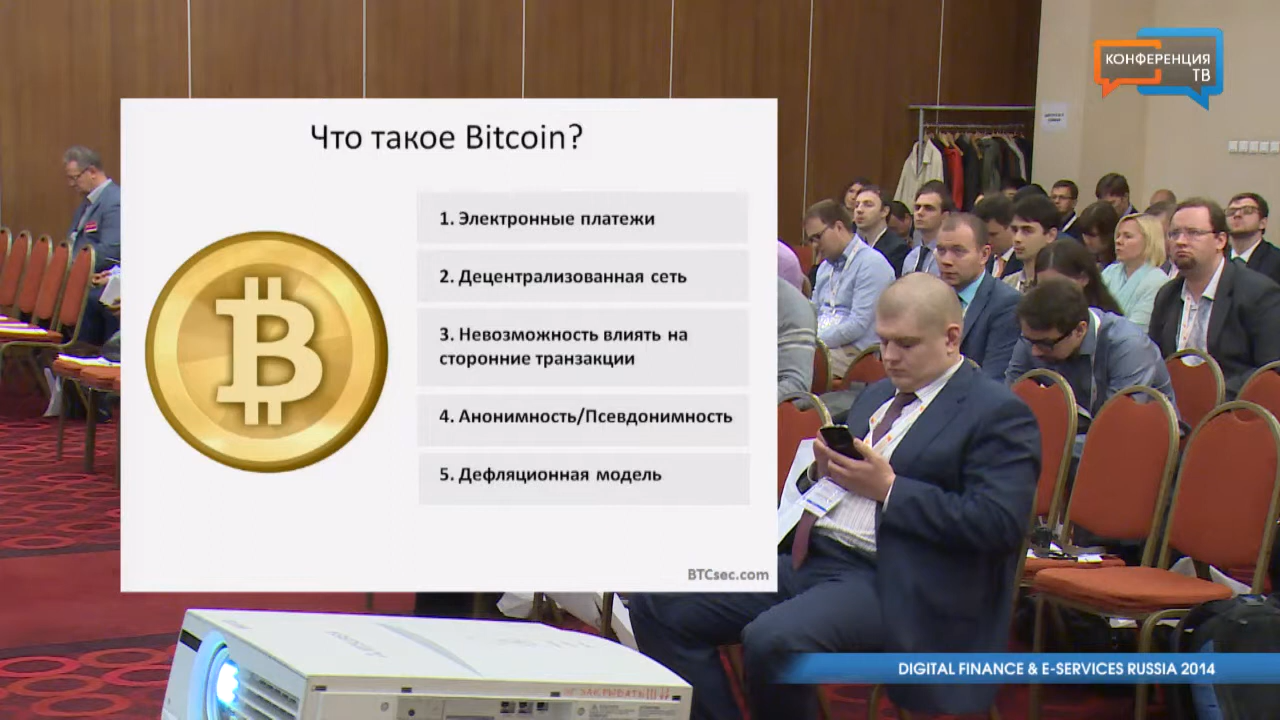 КОНФЕРЕНЦИЯ
ТВ
Что такое Bitcoin?
1. Электронные платежи
2. Децентрализованная сеть
3. Невозможность влиять на
сторонние транзакции
4. Анонимность/Псевдонимность
5. Дефляционная модель
BTCsec.com
DIGITAL FINANCE & E-SERVICES RUSSIA 2014